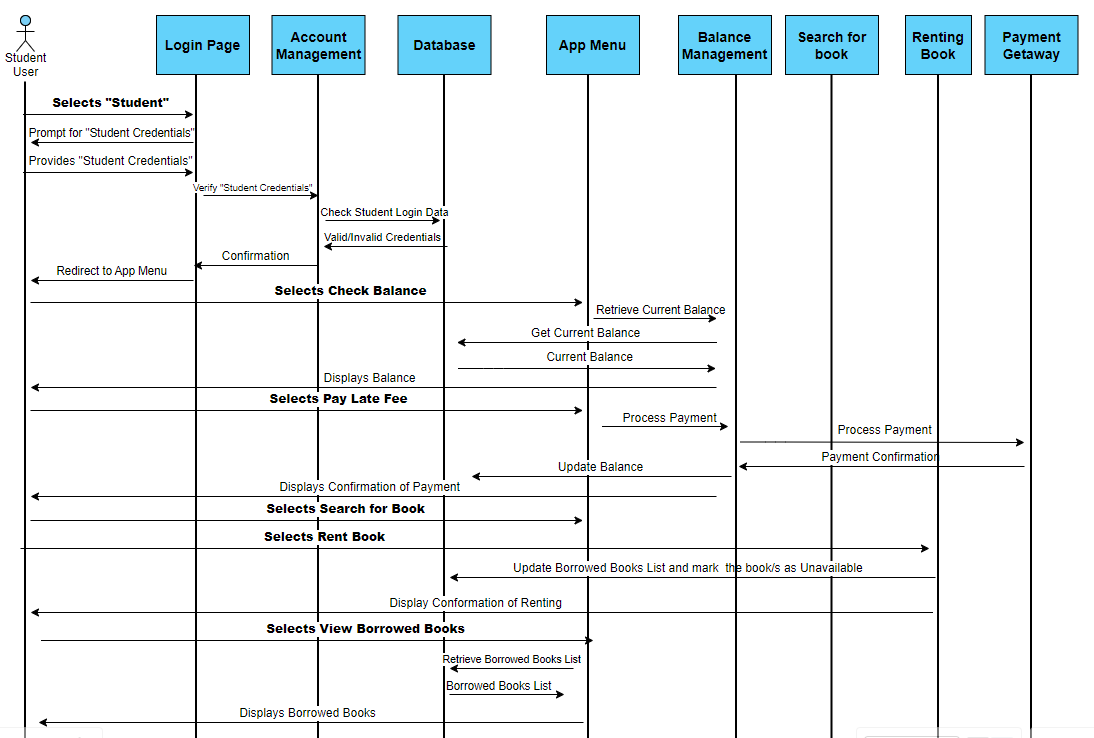 Student
User
Login Page
Account
Management
Database
App Menu
Balance
Management
Search for
book
Renting
Book
Payment
Getaway
Selects "Student"
Prompt for "Student Credentials"
Provides "Student Credentials"
Verify "Student Credentials"
Check Student Login Data
Valid/Invalid Credentials
Confirmation
Redirect to App Menu
Selects Check Balance
Retrieve Current Balance
Get Current Balance
Current Balance
Displays Balance
Selects Pay Late Fee
Process Payment
Process Payment
Payment Confirmation
Update Balance
Displays Confirmation of Payment
Selects Search for Book
Selects Rent Book
Update Borrowed Books List and mark the book/s as Unavailable
Display Conformation of Renting
Selects View Borrowed Books
Retrieve Borrowed Books List
Borrowed Books List
Displays Borrowed Books